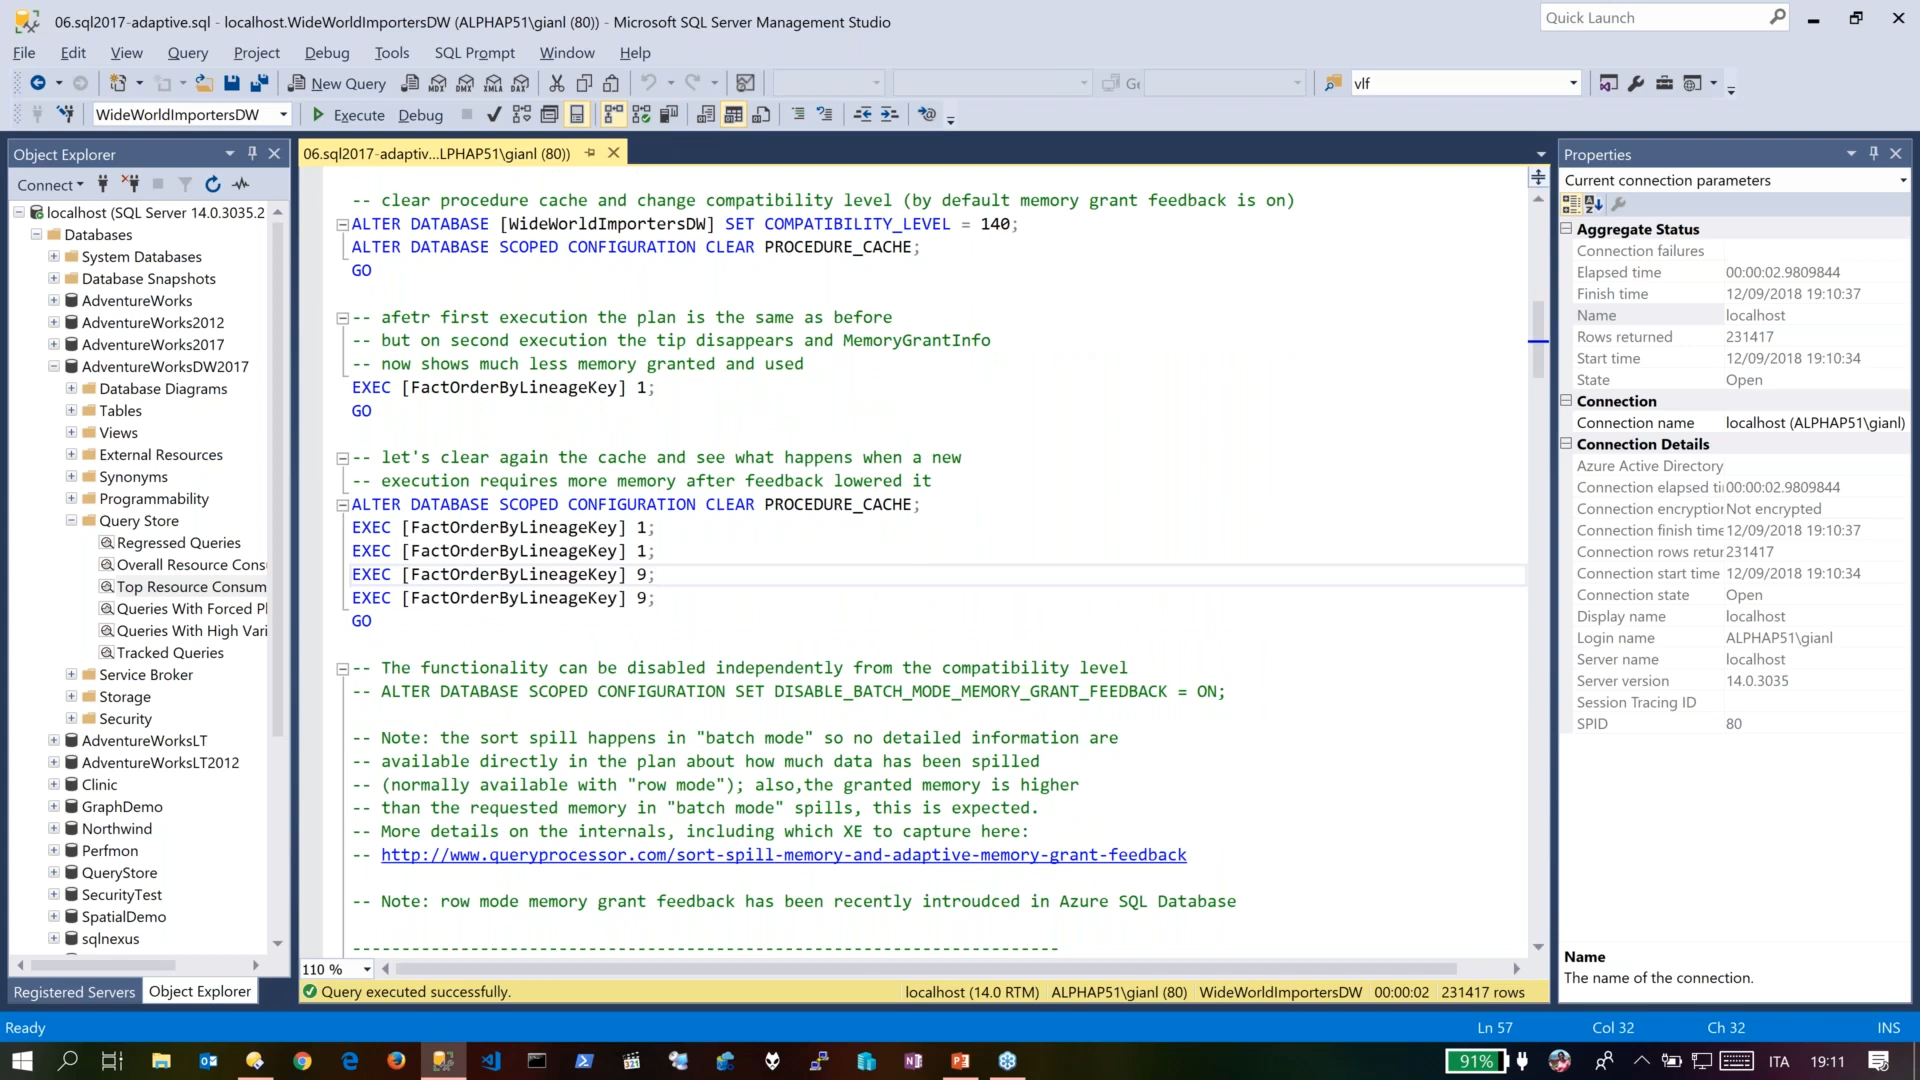 06.sql2017-adaptive.sql - localhost.WideWorldImportersDW (ALPHAP51\gianl (80)) - Microsoft SQL Server Management Studio
Quick Launch
File Edit View Query Project Debug Tools SQL Prompt Window Help
New Query MDX DMX XMLA DAX vlf
WideWorldImportersDW Execute Debug
Object Explorer
Connect
localhost (SQL Server 14.0.3035.2
Databases
System Databases
Database Snapshots
AdventureWorks
AdventureWorks2012
AdventureWorks2017
AdventureWorksDW2017
Database Diagrams
Tables
Views
External Resources
Synonyms
Programmability
Query Store
Regressed Queries
Overall Resource Cons
Top Resource Consum
Queries With Forced Pl
Queries With High Vari
Tracked Queries
Service Broker
Storage
Security
AdventureWorksLT
AdventureWorksLT2012
Clinic
GraphDemo
Northwind
Perfmon
QueryStore
SecurityTest
SpatialDemo
sqlnexus
Registered Servers Object Explorer
06.sql2017-adaptiv...LPHAP51\gianl (80))
-- clear procedure cache and change compatibility level (by default memory grant feedback is on)
ALTER DATABASE [WideWorldImportersDW] SET COMPATIBILITY_LEVEL = 140;
ALTER DATABASE SCOPED CONFIGURATION CLEAR PROCEDURE_CACHE;
GO
-- afetr first execution the plan is the same as before
-- but on second execution the tip disappears and MemoryGrantInfo
-- now shows much less memory granted and used
EXEC [FactOrderByLineageKey] 1;
GO
-- let's clear again the cache and see what happens when a new
-- execution requires more memory after feedback lowered it
ALTER DATABASE SCOPED CONFIGURATION CLEAR PROCEDURE_CACHE;
EXEC [FactOrderByLineageKey] 1;
EXEC [FactOrderByLineageKey] 1;
EXEC [FactOrderByLineageKey] 9;
EXEC [FactOrderByLineageKey] 9;
GO
-- The functionality can be disabled independently from the compatibility level
-- ALTER DATABASE SCOPED CONFIGURATION SET DISABLE_BATCH_MODE_MEMORY_GRANT_FEEDBACK = ON;
-- Note: the sort spill happens in "batch mode" so no detailed information are
-- available directly in the plan about how much data has been spilled
-- (normally available with "row mode"); also,the granted memory is higher
-- than the requested memory in "batch mode" spills, this is expected.
-- More details on the internals, including which XE to capture here:
-- http://www.queryprocessor.com/sort-spill-memory-and-adaptive-memory-grant-feedback
-- Note: row mode memory grant feedback has been recently introudced in Azure SQL Database
------------------------------------------------------------------------
110 %
Query executed successfully. localhost (14.0 RTM) ALPHAP51\gianl (80) WideWorldImportersDW 00:00:02 231417 rows
Properties
Current connection parameters
Aggregate Status
Connection failures
Elapsed time 00:00:02.9809844
Finish time 12/09/2018 19:10:37
Name localhost
Rows returned 231417
Start time 12/09/2018 19:10:34
State Open
Connection
Connection name localhost (ALPHAP51\gianl)
Connection Details
Azure Active Directory
Connection elapsed ti 00:00:02.9809844
Connection encryption Not encrypted
Connection finish time 12/09/2018 19:10:37
Connection rows retur 231417
Connection start time 12/09/2018 19:10:34
Connection state Open
Display name localhost
Login name ALPHAP51\gianl
Server name localhost
Server version 14.0.3035
Session Tracing ID
SPID 80
Name
The name of the connection.
Ready Ln 57 Col 32 Ch 32 INS
91% ITA 19:11